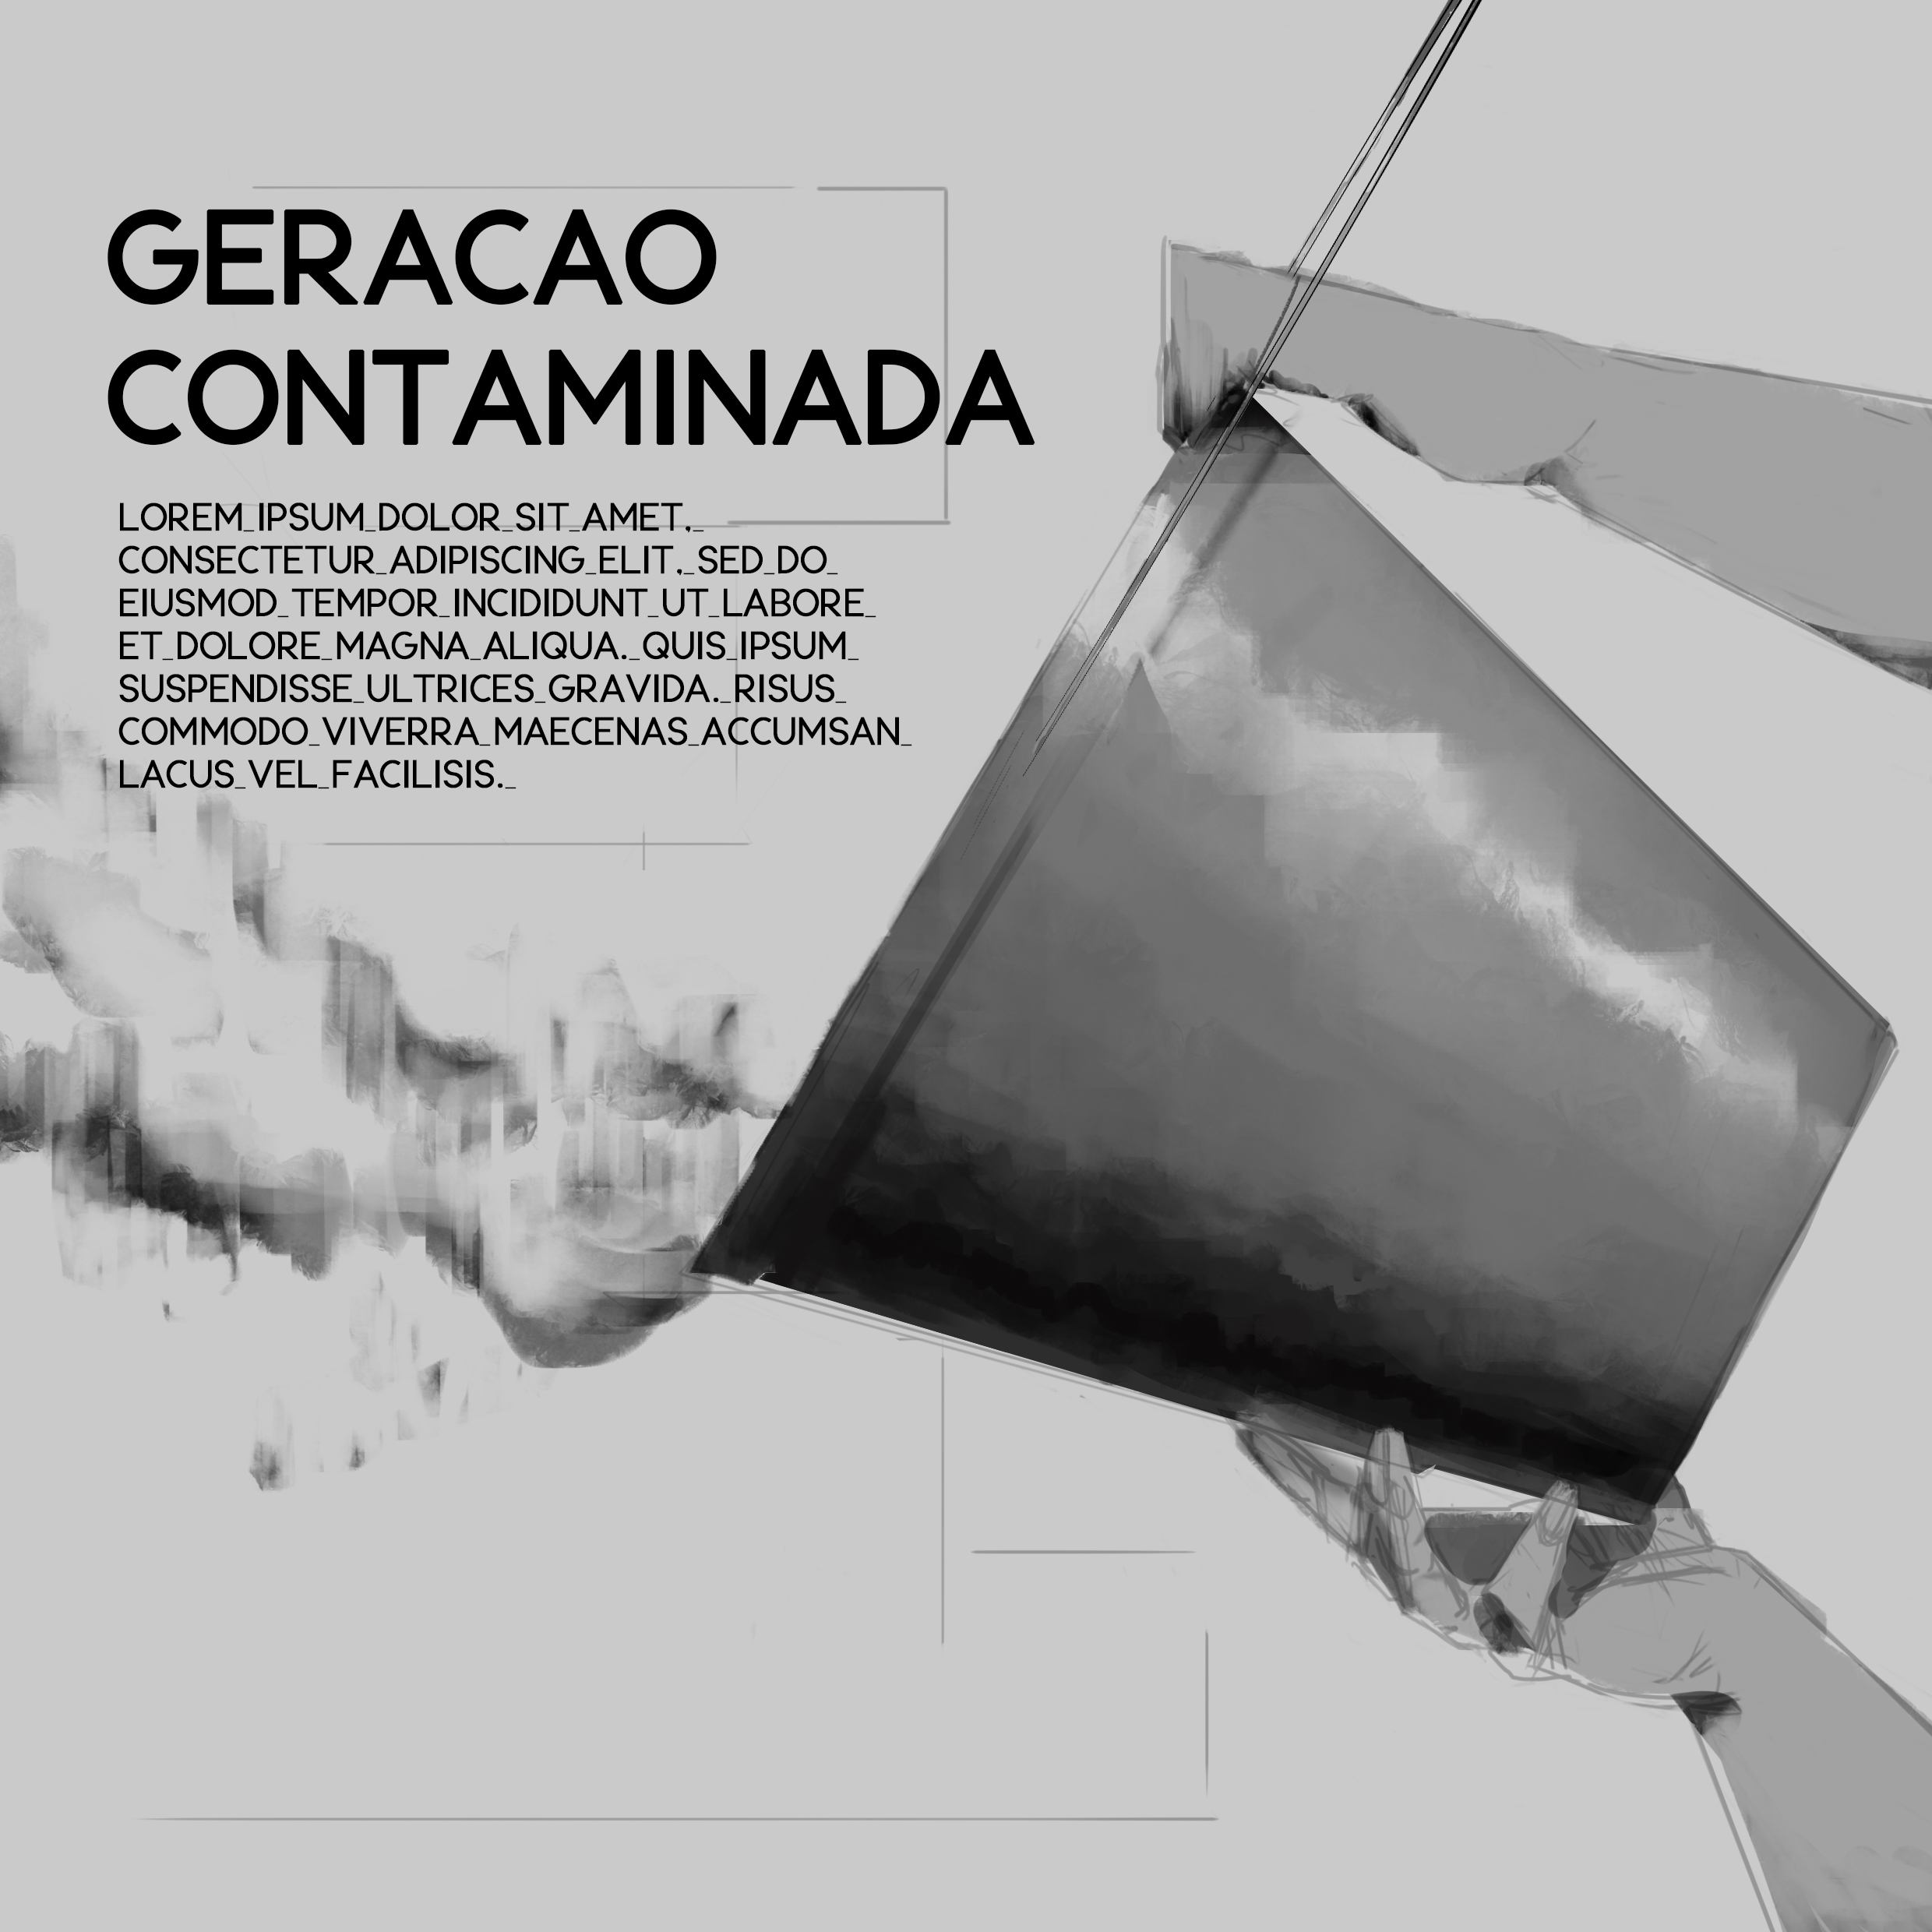 GERACAO
CONTAMINADA
LOREM_IPSUM_DOLOR_SIT_AMET,_
CONSECTETUR_ADIPISCING_ELIT,_SED_DO_
EIUSMOD_TEMPOR_INCIDIDUNT_UT_LABORE_
ET_DOLORE_MAGNA_ALIQUA._QUIS_IPSUM_
SUSPENDISSE_ULTRICES_GRAVIDA._RISUS_
COMMODO_VIVERRA_MAECENAS_ACCUMSAN_
LACUS_VEL_FACILISIS._